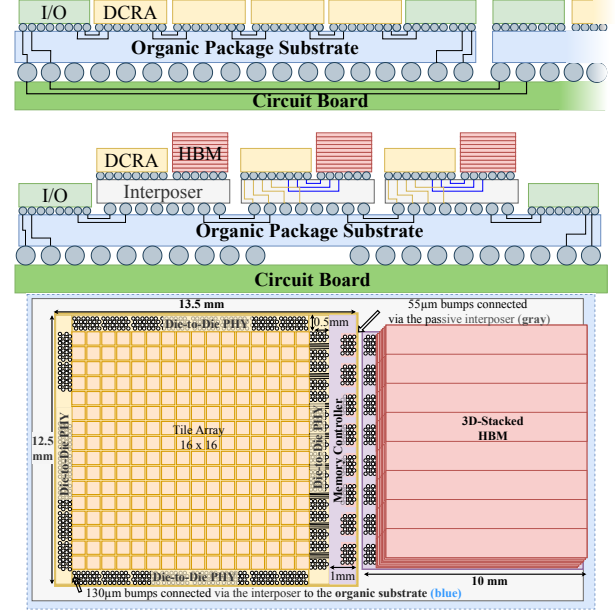 I/O
DCRA
Organic Package Substrate
Circuit Board
DCRA
HBM
I/O
Interposer
Organic Package Substrate
Circuit Board
13.5 mm
55µm bumps connected
via the passive interposer (gray)
Die-to-Die PHY
0.5mm
12.5
mm
Die-to-Die PHY
Tile Array
16 x 16
Die-to-Die PHY
Memory Controller
3D-Stacked
HBM
Die-to-Die PHY
1mm
10 mm
130µm bumps connected via the interposer to the organic substrate (blue)